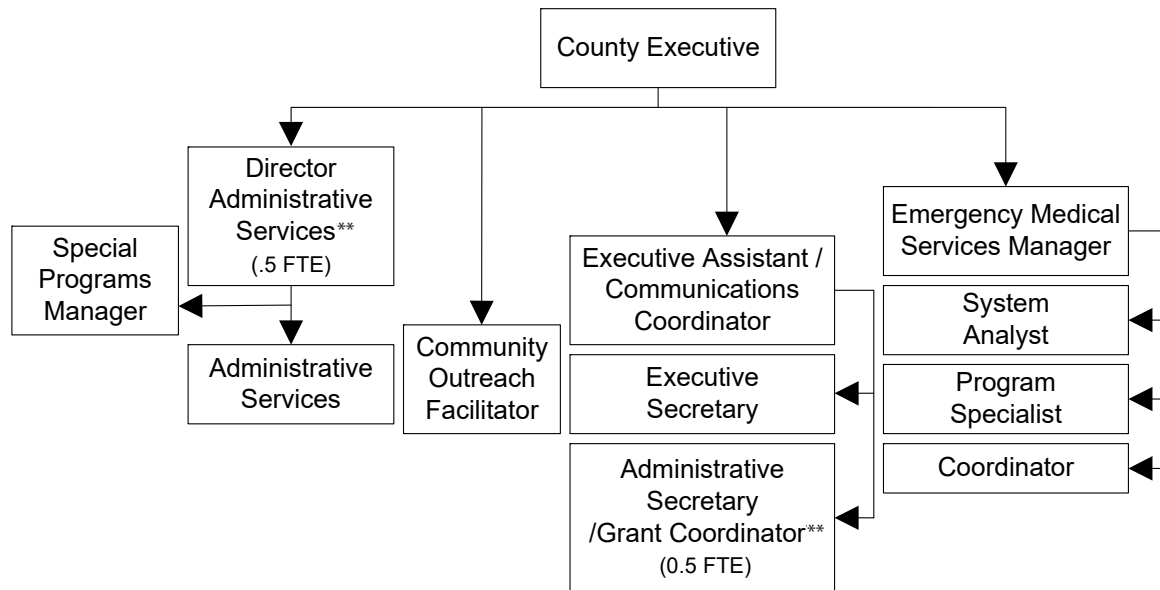 County Executive
Director
Administrative
Services**
(.5 FTE)
Special
Programs
Manager
Administrative
Services
Community
Outreach
Facilitator
Executive Assistant /
Communications
Coordinator
Executive
Secretary
Administrative
Secretary
/Grant Coordinator**
(0.5 FTE)
Emergency Medical
Services Manager
System
Analyst
Program
Specialist
Coordinator